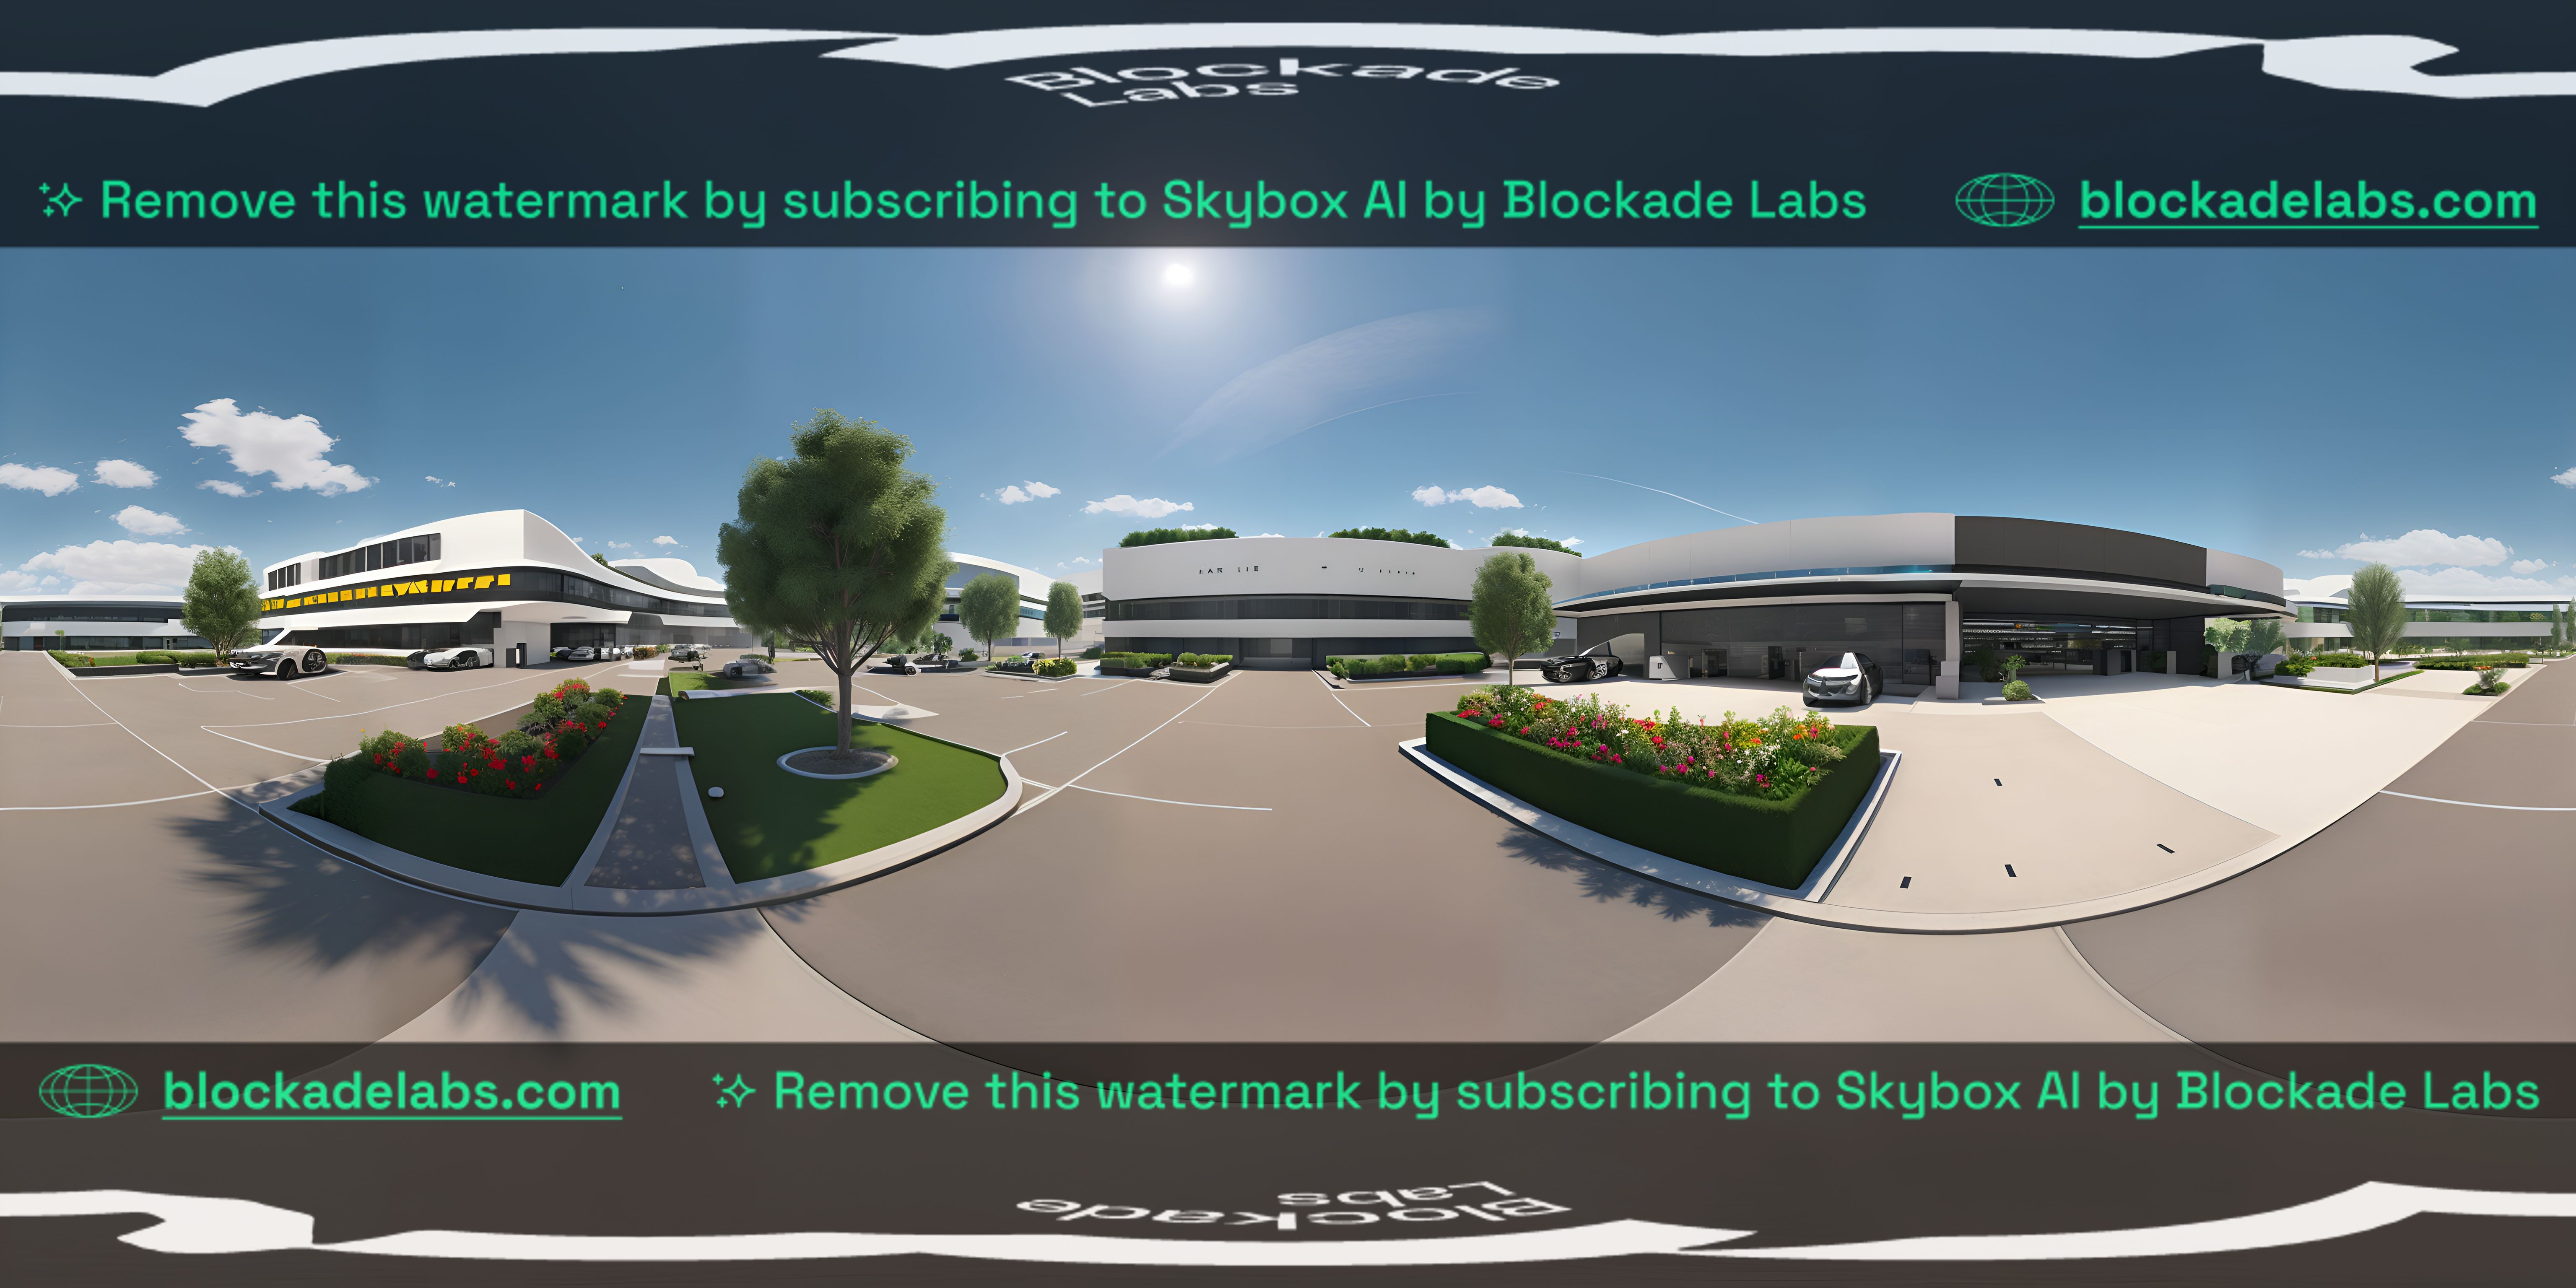 Blockade
Labs
Remove this watermark by subscribing to Skybox AI by Blockade Labs
blockadelabs.com
blockadelabs.com
Remove this watermark by subscribing to Skybox AI by Blockade Labs
Labs
Blockade